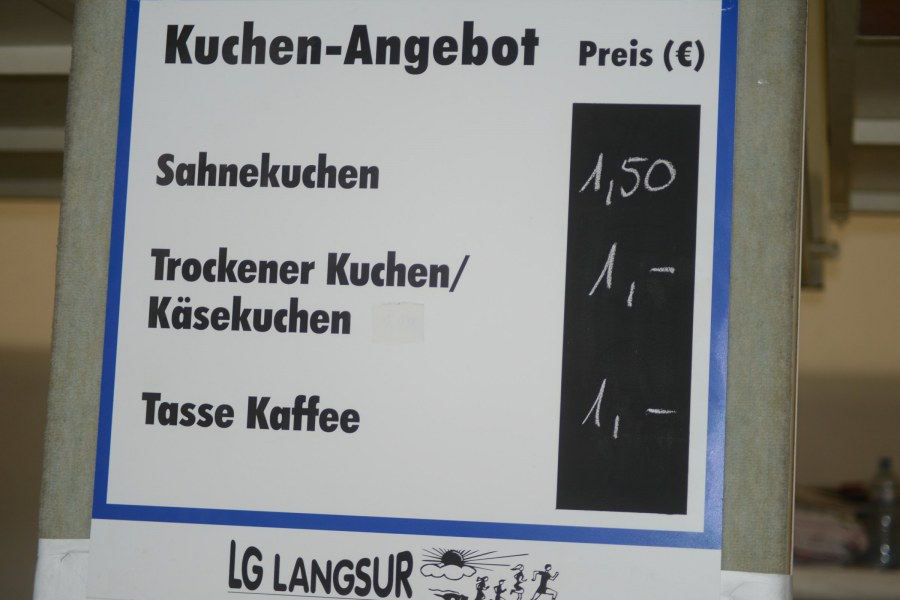 Kuchen-Angebot Preis (€)
Sahnekuchen 1,50
Trockener Kuchen/ 1,-
Käsekuchen
Tasse Kaffee 1,-
LG LANGSUR